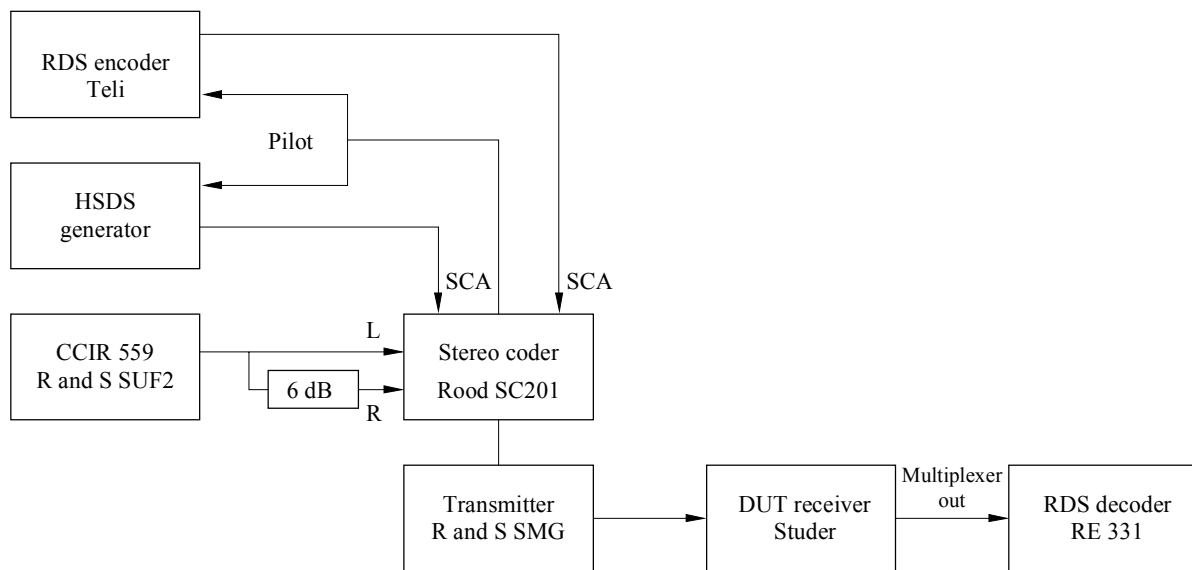 RDS encoder
Teli
Pilot
HSDS
generator
SCA
SCA
CCIR 559
R and S SUF2
L
6 dB
R
Stereo coder
Rood SC201
Transmitter
R and S SMG
DUT receiver
Studer
Multiplexer
out
RDS decoder
RE 331